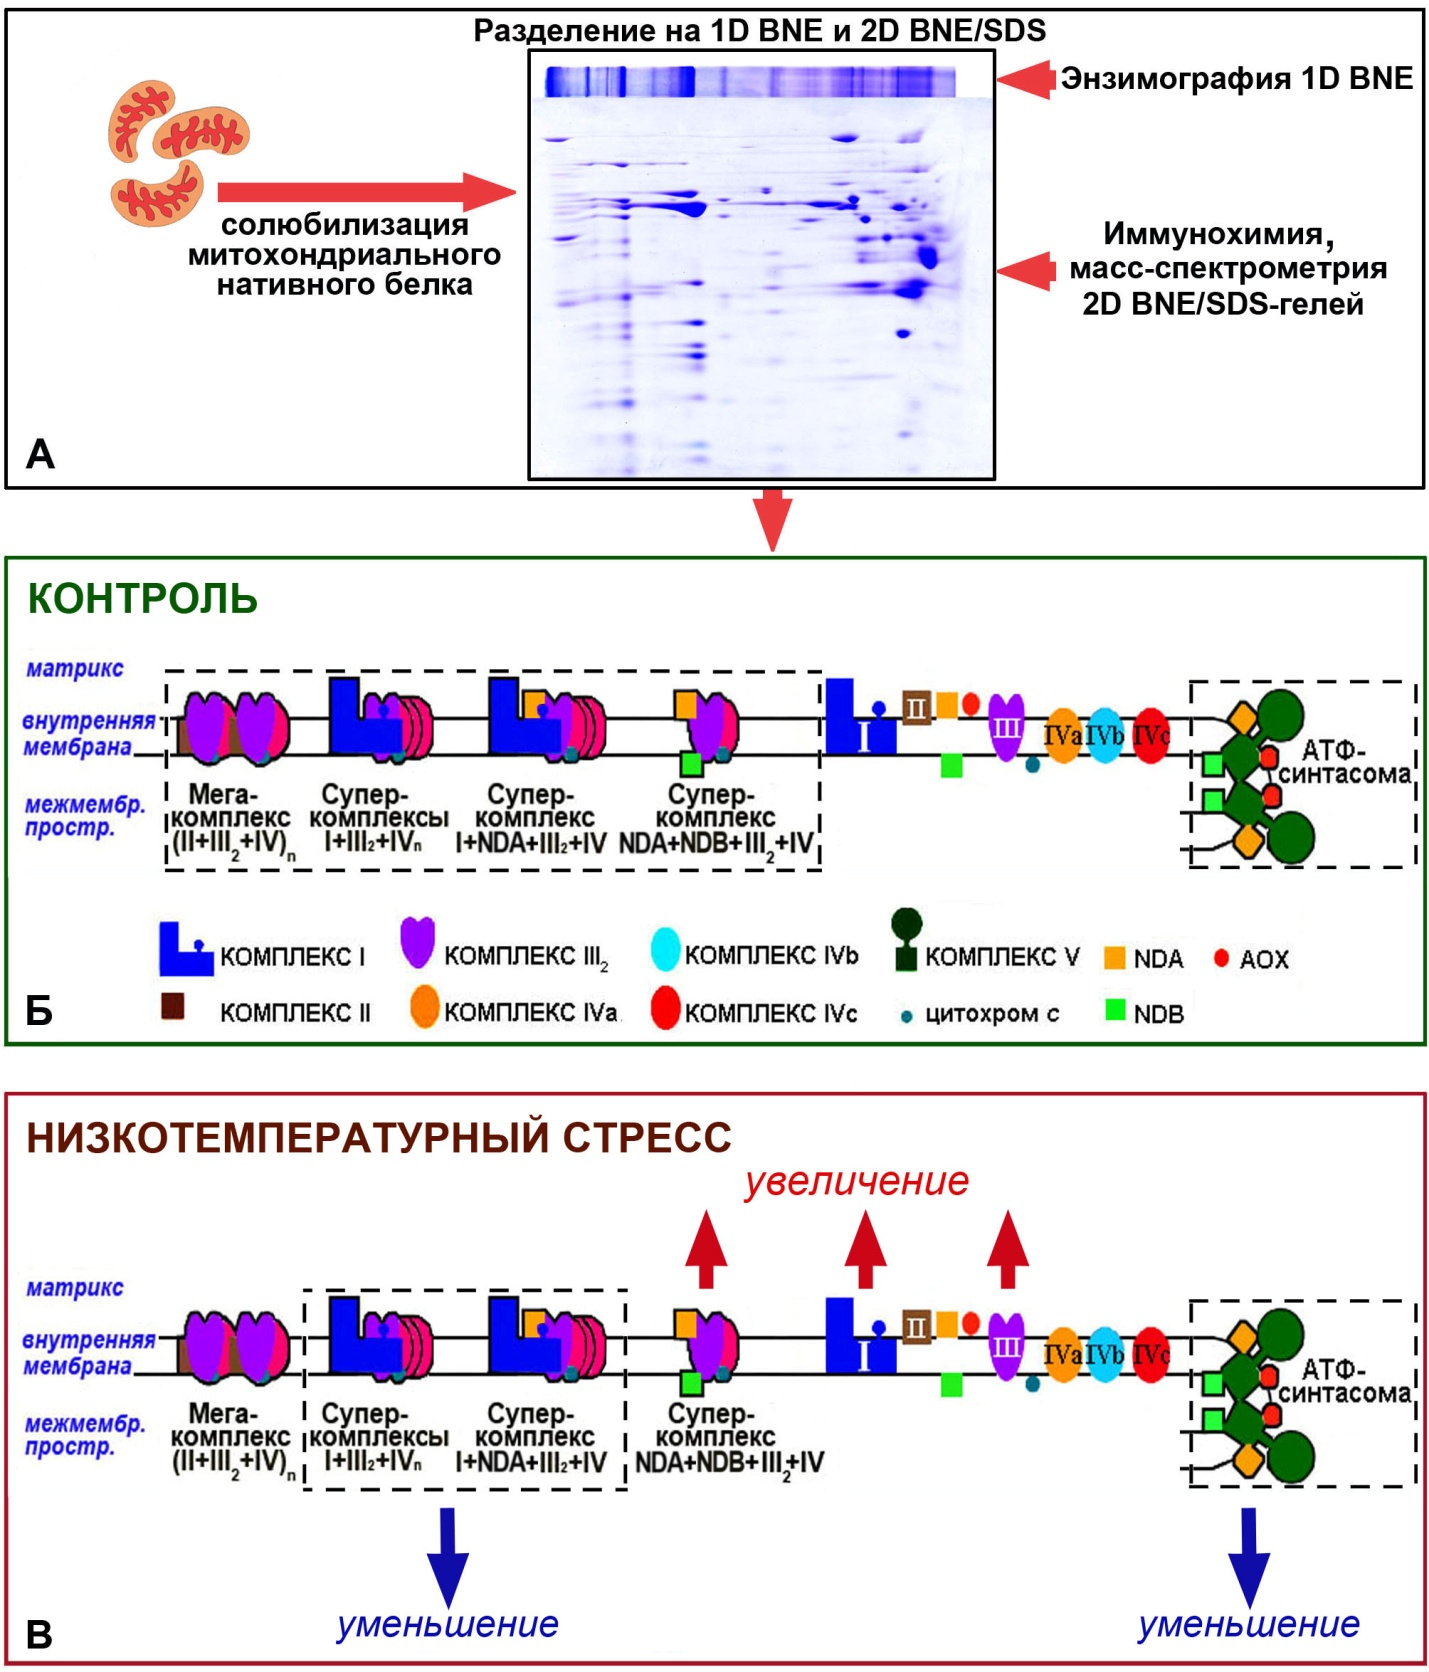 Разделение на 1D BNE и 2D BNE/SDS
Энзимография 1D BNE
солюбилизация
митохондриального
нативного белка
Иммунохимия,
масс-спектрометрия
2D BNE/SDS-гелей
А
КОНТРОЛЬ
матрикс
внутренняя
мембрана
межмембр.
простр.
Мега-
комплекс
(II+III2+IV)n
Супер-
комплексы
I+III2+IVn
Супер-
комплекс
I+NDA+III2+IV
Супер-
комплекс
NDA+NDB+III2+IV
I
II
III
IVa
IVb
IVc
АТФ-
синтасома
КОМПЛЕКС I
КОМПЛЕКС III2
КОМПЛЕКС IVb
КОМПЛЕКС V
NDA
AOX
КОМПЛЕКС II
КОМПЛЕКС IVa
КОМПЛЕКС IVc
цитохром с
NDB
Б
НИЗКОТЕМПЕРАТУРНЫЙ СТРЕСС
увеличение
матрикс
внутренняя
мембрана
межмембр.
простр.
Мега-
комплекс
(II+III2+IV)n
Супер-
комплексы
I+III2+IVn
Супер-
комплекс
I+NDA+III2+IV
Супер-
комплекс
NDA+NDB+III2+IV
I
II
III
IVa
IVb
IVc
АТФ-
синтасома
уменьшение
уменьшение
В